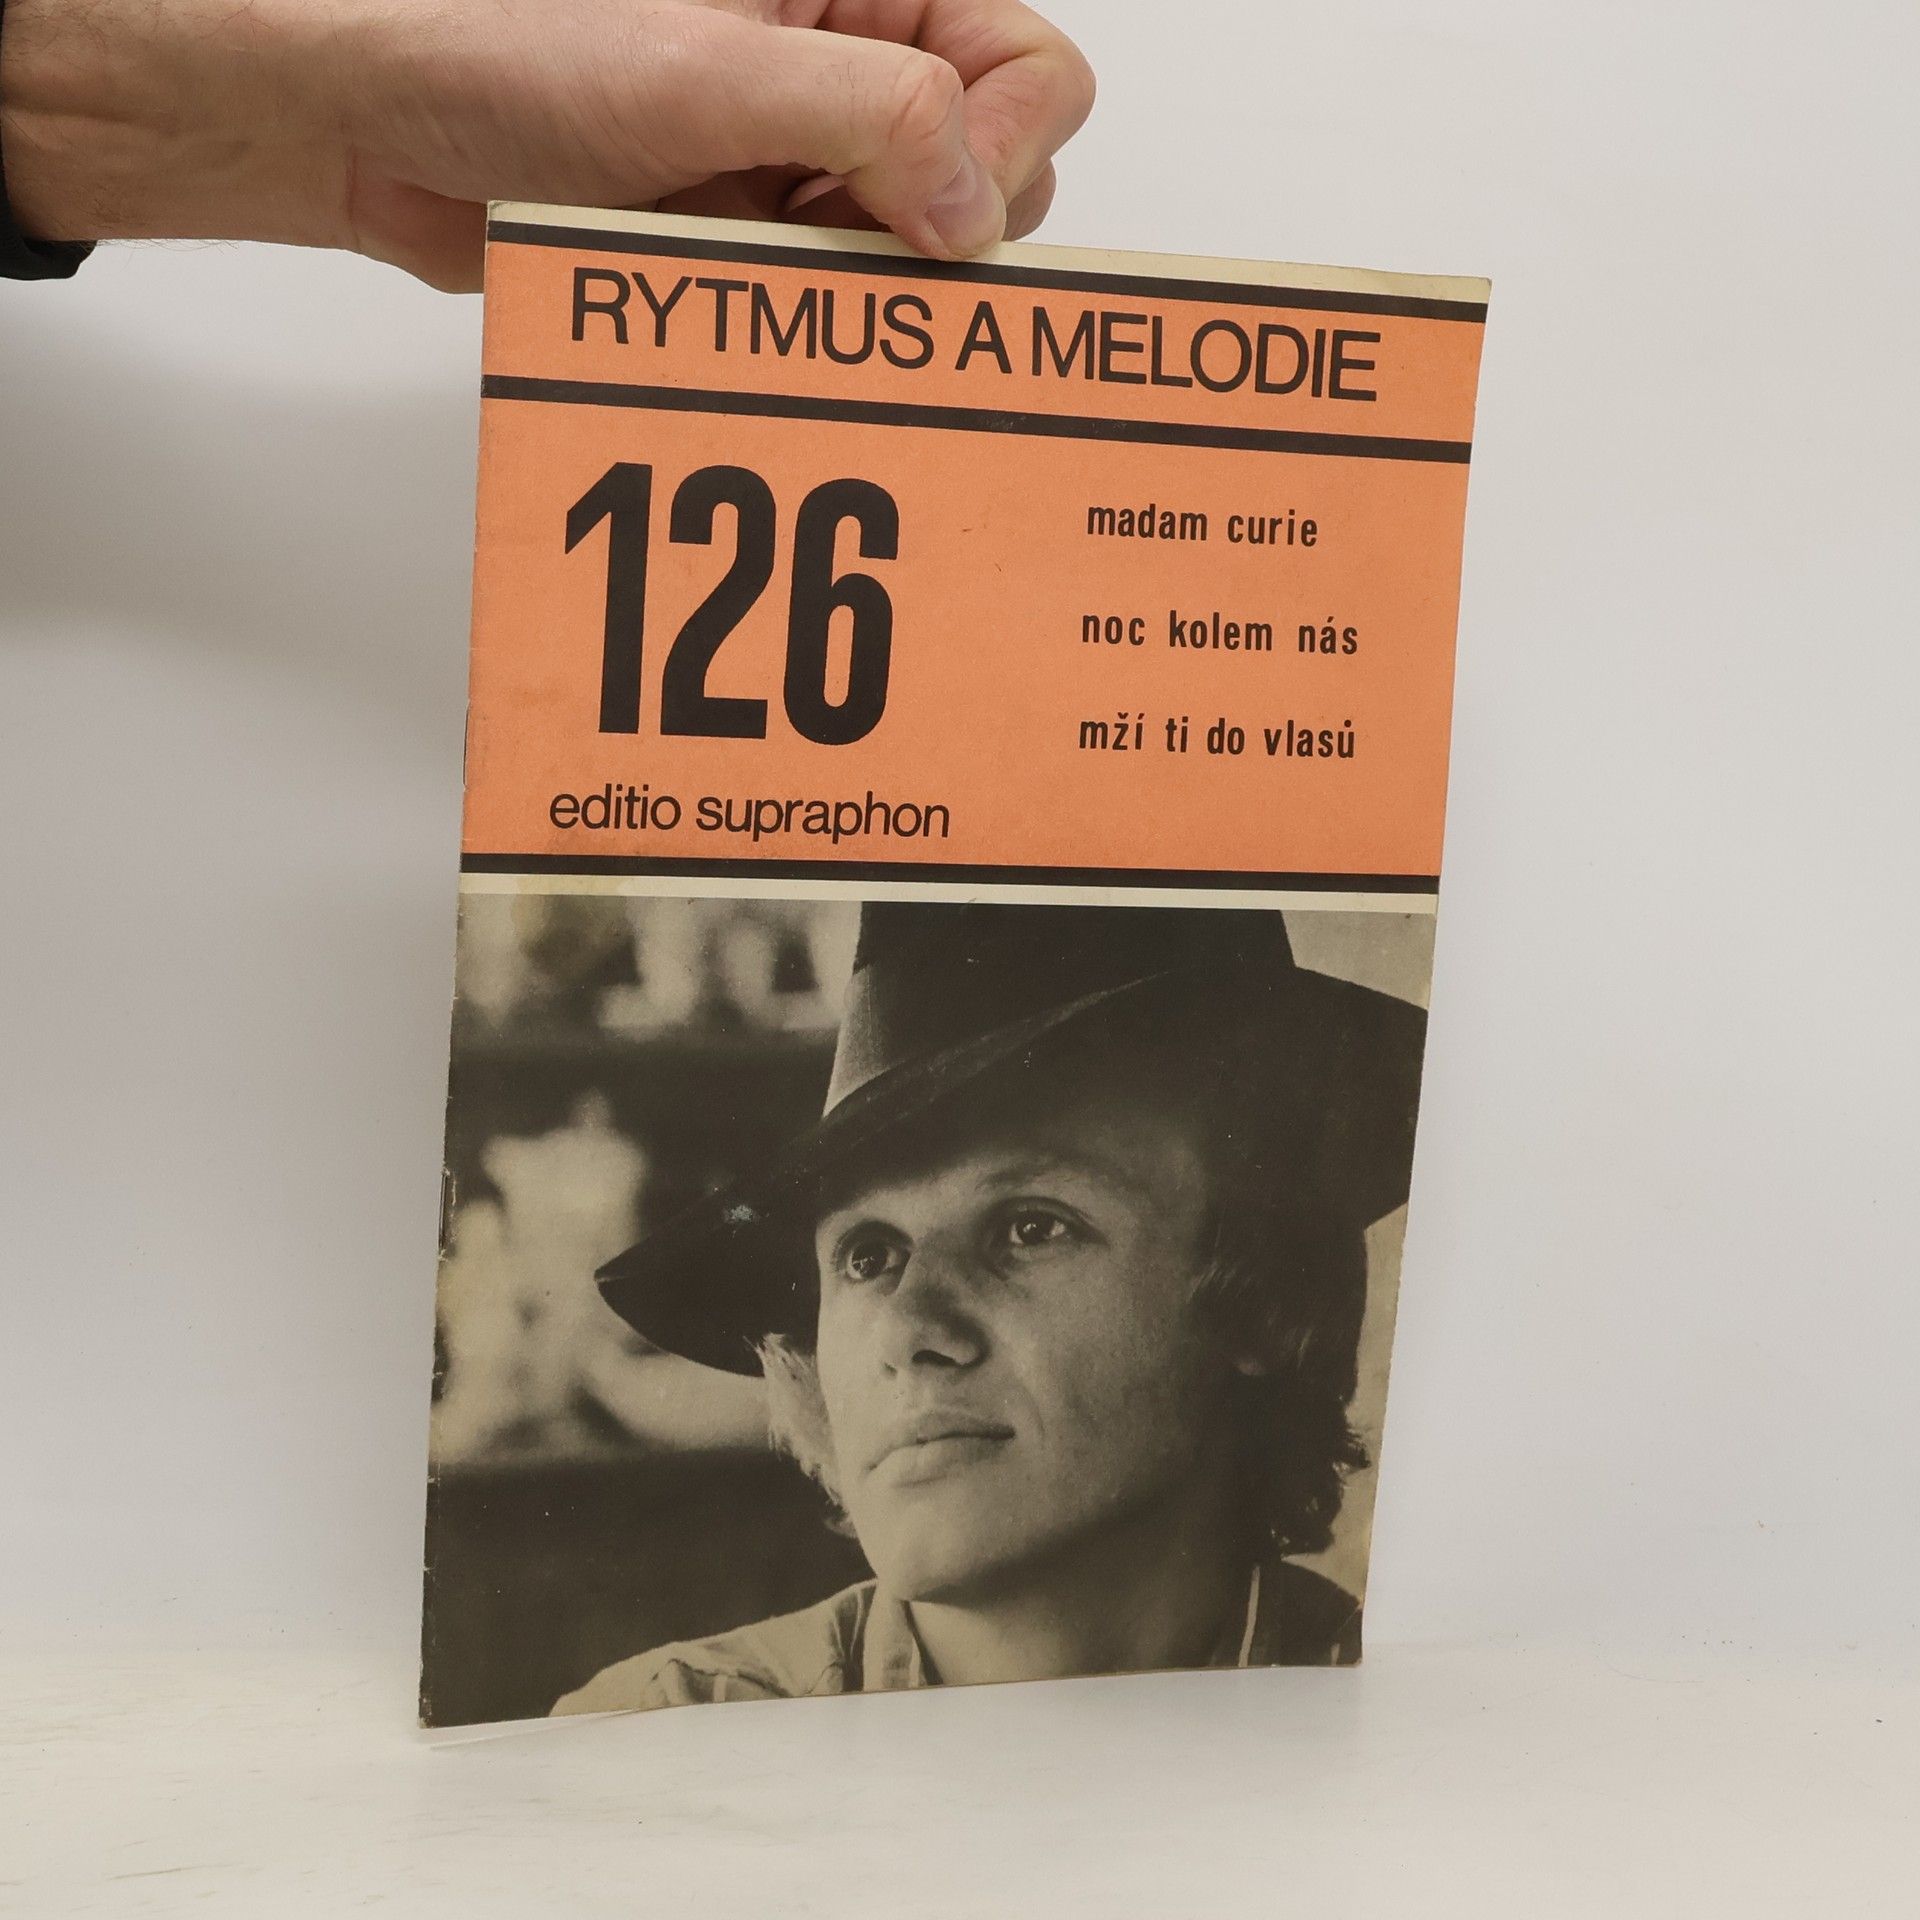 RYTMUS A MELODIE
126
madam curie
noc kolem nás
mží ti do vlasů
editio supraphon